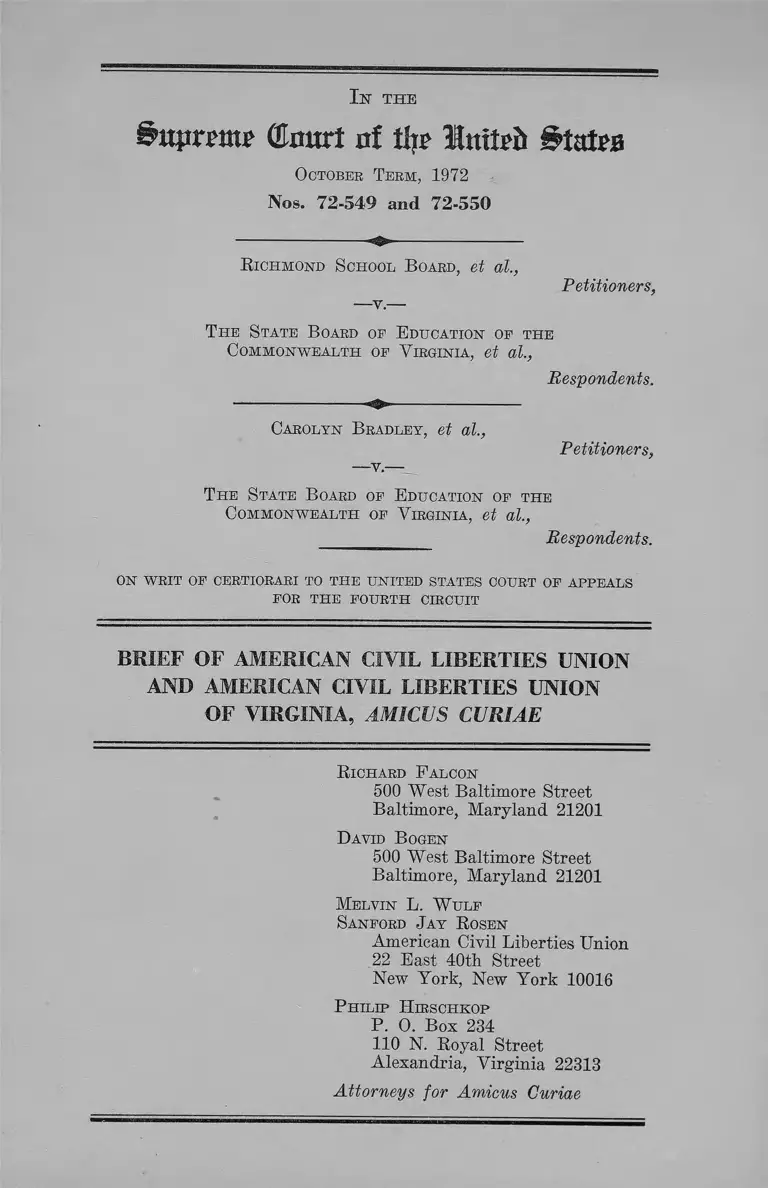 IN THE
Supreme Court of the United States
OCTOBER TERM, 1972
Nos. 72-549 and 72-550
RICHMOND SCHOOL BOARD, et al.,
Petitioners,
—v.—
THE STATE BOARD OF EDUCATION OF THE
COMMONWEALTH OF VIRGINIA, et al.,
Respondents.
CAROLYN BRADLEY, et al.,
Petitioners,
—v.—
THE STATE BOARD OF EDUCATION OF THE
COMMONWEALTH OF VIRGINIA, et al.,
Respondents.
ON WRIT OF CERTIORARI TO THE UNITED STATES COURT OF APPEALS
FOR THE FOURTH CIRCUIT
BRIEF OF AMERICAN CIVIL LIBERTIES UNION
AND AMERICAN CIVIL LIBERTIES UNION
OF VIRGINIA, AMICUS CURIAE
RICHARD FALCON
500 West Baltimore Street
Baltimore, Maryland 21201
DAVID BOGEN
500 West Baltimore Street
Baltimore, Maryland 21201
MELVIN L. WULF
SANFORD JAY ROSEN
American Civil Liberties Union
22 East 40th Street
New York, New York 10016
PHILIP HIRSCHKOP
P. O. Box 234
110 N. Royal Street
Alexandria, Virginia 22313
Attorneys for Amicus Curiae